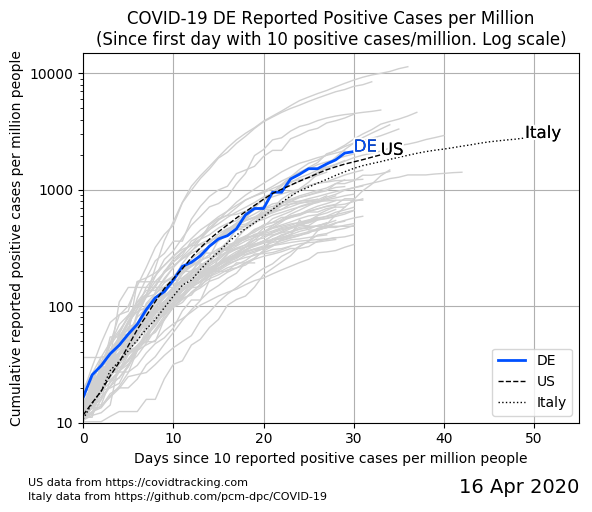 COVID-19 DE Reported Positive Cases per Million
(Since first day with 10 positive cases/million. Log scale)
Cumulative reported positive cases per million people
10000
1000
100
10
Italy
DE
US
DE
US
Italy
0
10
20
30
40
50
Days since 10 reported positive cases per million people
US data from https://covidtracking.com
Italy data from https://github.com/pcm-dpc/COVID-19
16 Apr 2020